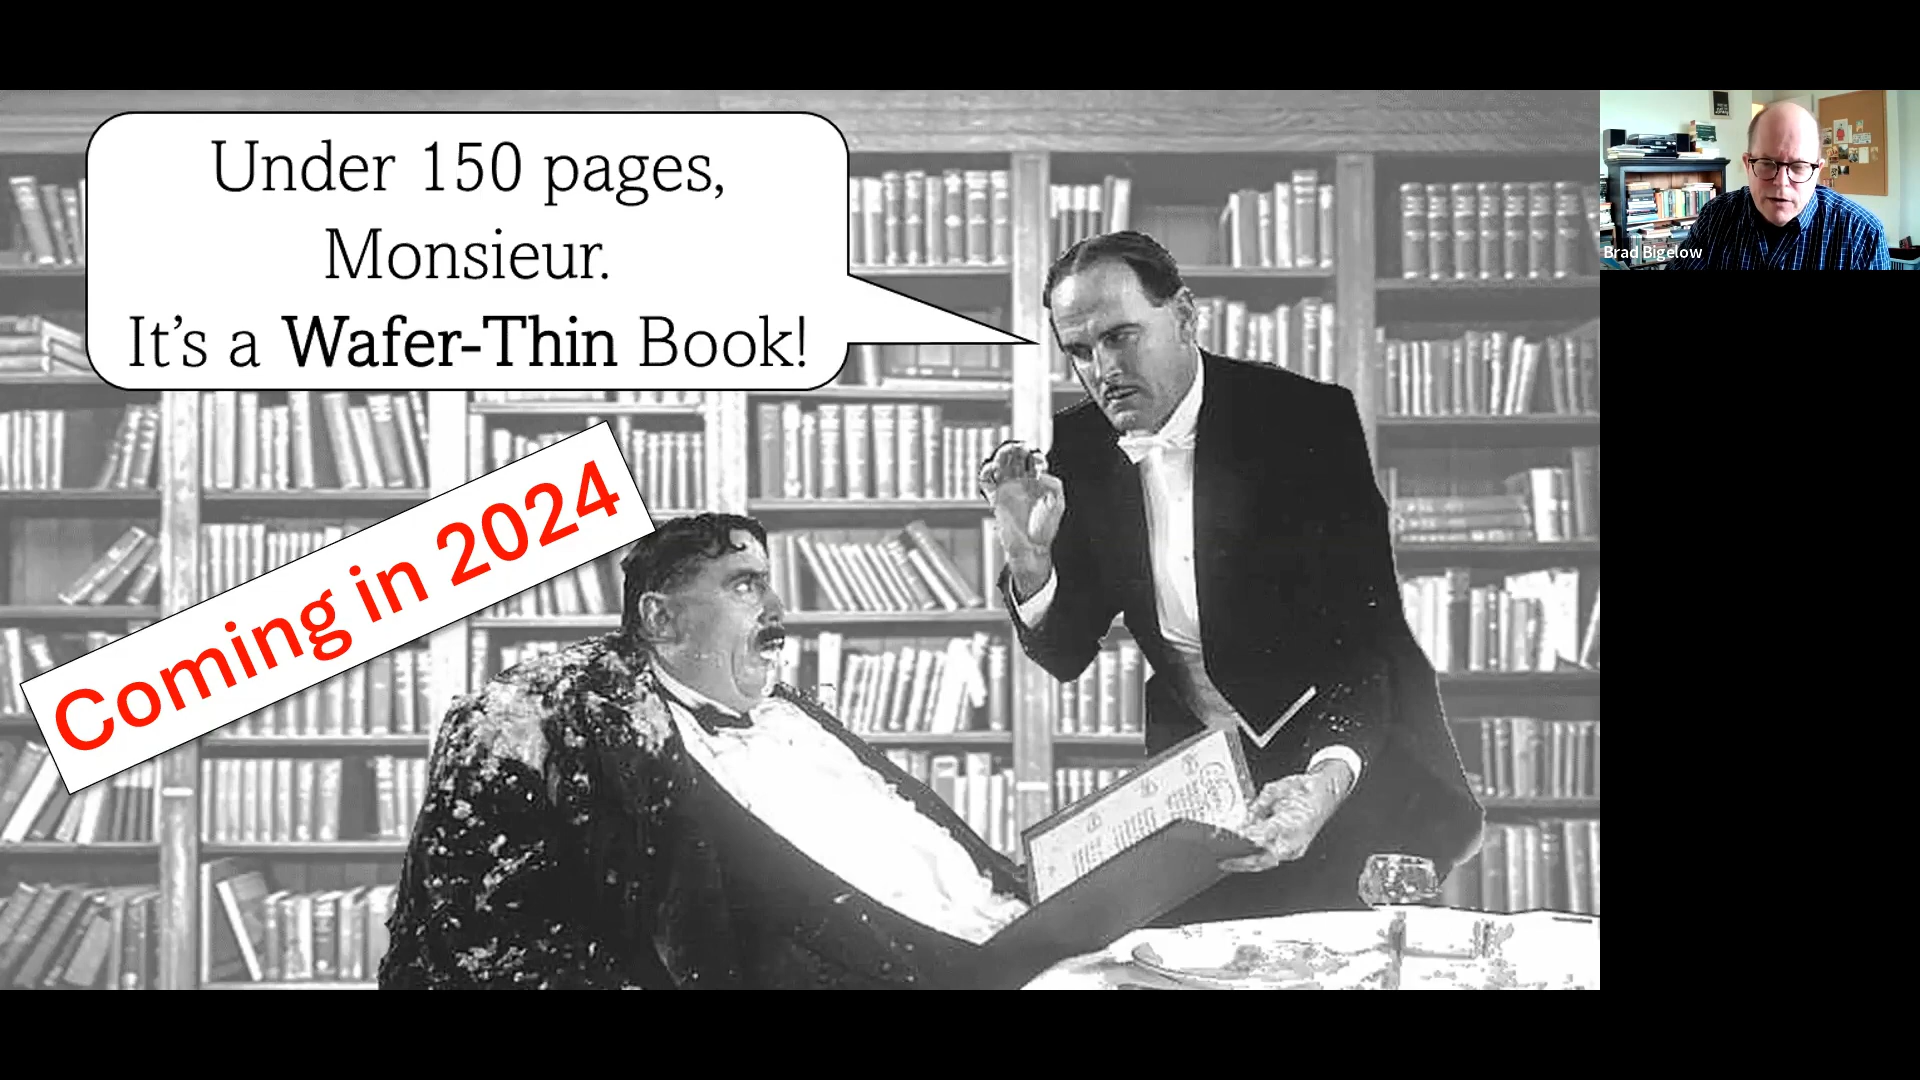 Under 150 pages,
Monsieur.
It's a Wafer-Thin Book!
Coming in 2024
Brad Bigelow